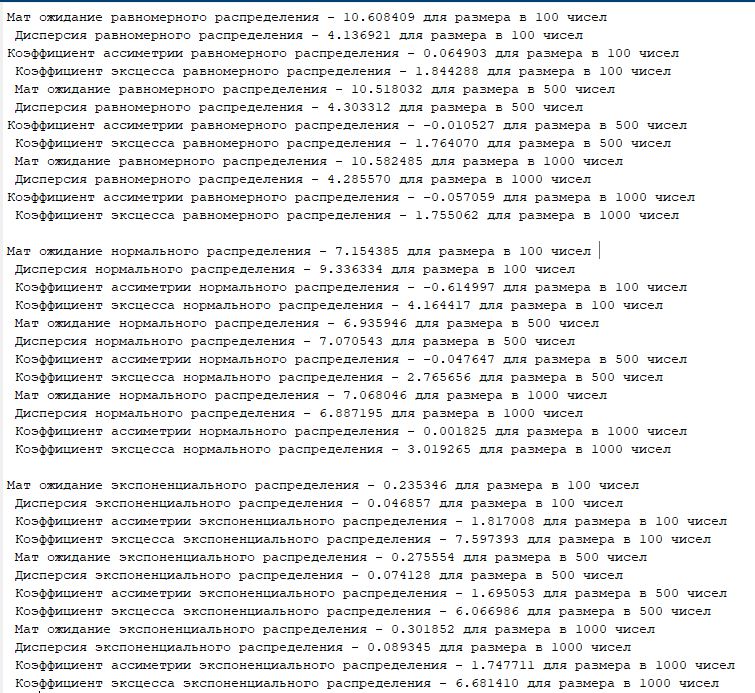 Мат ожидание равномерного распределения - 10.608409 для размера в 100 чисел
Дисперсия равномерного распределения - 4.136921 для размера в 100 чисел
Коэффициент ассиметрии равномерного распределения - 0.064903 для размера в 100 чисел
Коэффициент эксцесса равномерного распределения - 1.844288 для размера в 100 чисел
Мат ожидание равномерного распределения - 10.518032 для размера в 500 чисел
Дисперсия равномерного распределения - 4.303312 для размера в 500 чисел
Коэффициент ассиметрии равномерного распределения - -0.010527 для размера в 500 чисел
Коэффициент эксцесса равномерного распределения - 1.764070 для размера в 500 чисел
Мат ожидание равномерного распределения - 10.582485 для размера в 1000 чисел
Дисперсия равномерного распределения - 4.285570 для размера в 1000 чисел
Коэффициент ассиметрии равномерного распределения - -0.057059 для размера в 1000 чисел
Коэффициент эксцесса равномерного распределения - 1.755062 для размера в 1000 чисел
Мат ожидание нормального распределения - 7.154385 для размера в 100 чисел
Дисперсия нормального распределения - 9.336334 для размера в 100 чисел
Коэффициент ассиметрии нормального распределения - -0.614997 для размера в 100 чисел
Коэффициент эксцесса нормального распределения - 4.164417 для размера в 100 чисел
Мат ожидание нормального распределения - 6.935946 для размера в 500 чисел
Дисперсия нормального распределения - 7.070543 для размера в 500 чисел
Коэффициент ассиметрии нормального распределения - -0.047647 для размера в 500 чисел
Коэффициент эксцесса нормального распределения - 2.765656 для размера в 500 чисел
Мат ожидание нормального распределения - 7.068046 для размера в 1000 чисел
Дисперсия нормального распределения - 6.887195 для размера в 1000 чисел
Коэффициент ассиметрии нормального распределения - 0.001825 для размера в 1000 чисел
Коэффициент эксцесса нормального распределения - 3.019265 для размера в 1000 чисел
Мат ожидание экспоненциального распределения - 0.235346 для размера в 100 чисел
Дисперсия экспоненциального распределения - 0.046857 для размера в 100 чисел
Коэффициент ассиметрии экспоненциального распределения - 1.817008 для размера в 100 чисел
Коэффициент эксцесса экспоненциального распределения - 7.597393 для размера в 100 чисел
Мат ожидание экспоненциального распределения - 0.275554 для размера в 500 чисел
Дисперсия экспоненциального распределения - 0.074128 для размера в 500 чисел
Коэффициент ассиметрии экспоненциального распределения - 1.695053 для размера в 500 чисел
Коэффициент эксцесса экспоненциального распределения - 6.066986 для размера в 500 чисел
Мат ожидание экспоненциального распределения - 0.301852 для размера в 1000 чисел
Дисперсия экспоненциального распределения - 0.089345 для размера в 1000 чисел
Коэффициент ассиметрии экспоненциального распределения - 1.747711 для размера в 1000 чисел
Коэффициент эксцесса экспоненциального распределения - 6.681410 для размера в 1000 чисел